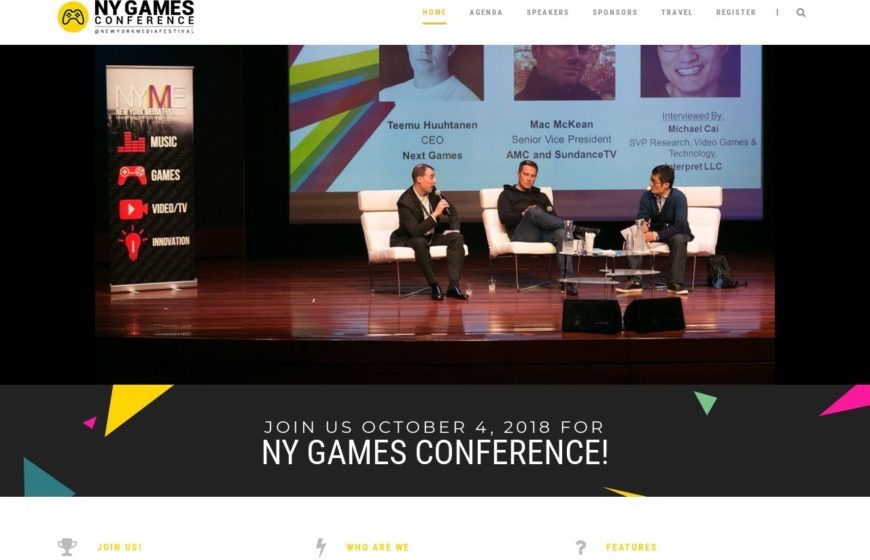 NY GAMES
CONFERENCE
@NEWYORKMEDIAFESTIVAL
HOME AGENDA SPEAKERS SPONSORS TRAVEL REGISTER
NYME
NEW YORK MEDIA FESTIVAL
MUSIC
GAMES
VIDEO/TV
INNOVATION
Teemu Huuhtanen
CEO
Next Games
Mac McKean
Senior Vice President
AMC and SundanceTV
Interviewed By:
Michael Cai
SVP Research, Video Games &
Technology,
Interpret LLC
JOIN US OCTOBER 4, 2018 FOR
NY GAMES CONFERENCE!
JOIN US!
WHO ARE WE
FEATURES